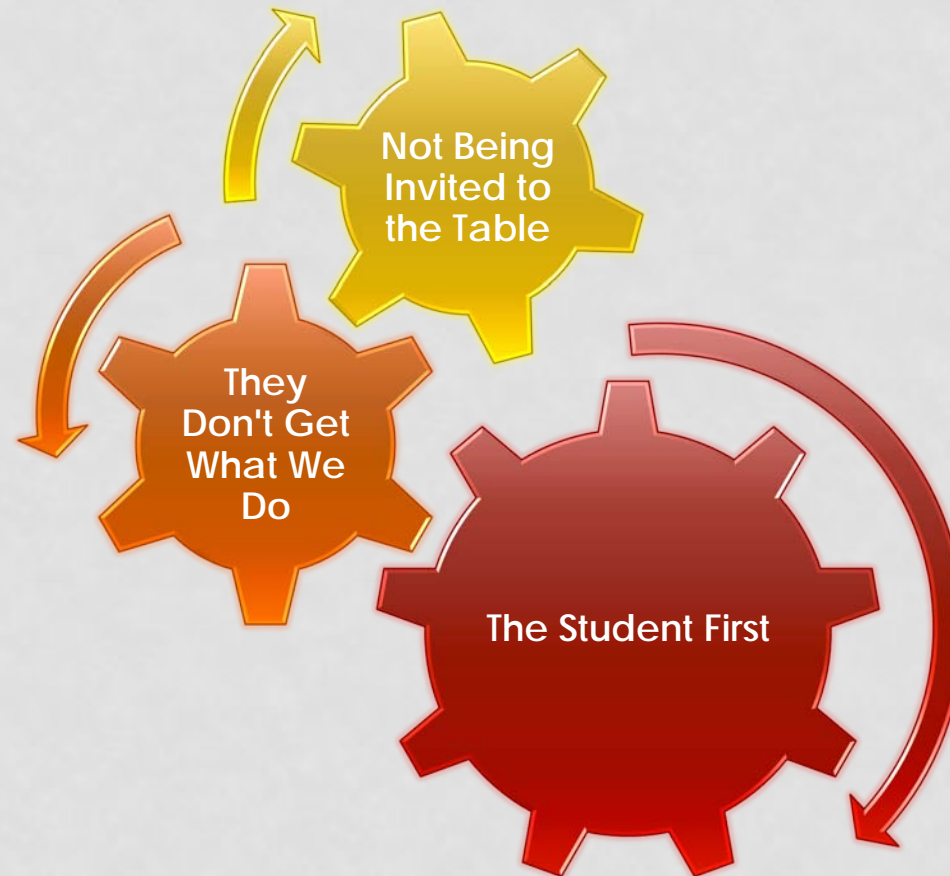 Not Being
Invited to
the Table
They
Don't Get
What We
Do
The Student First